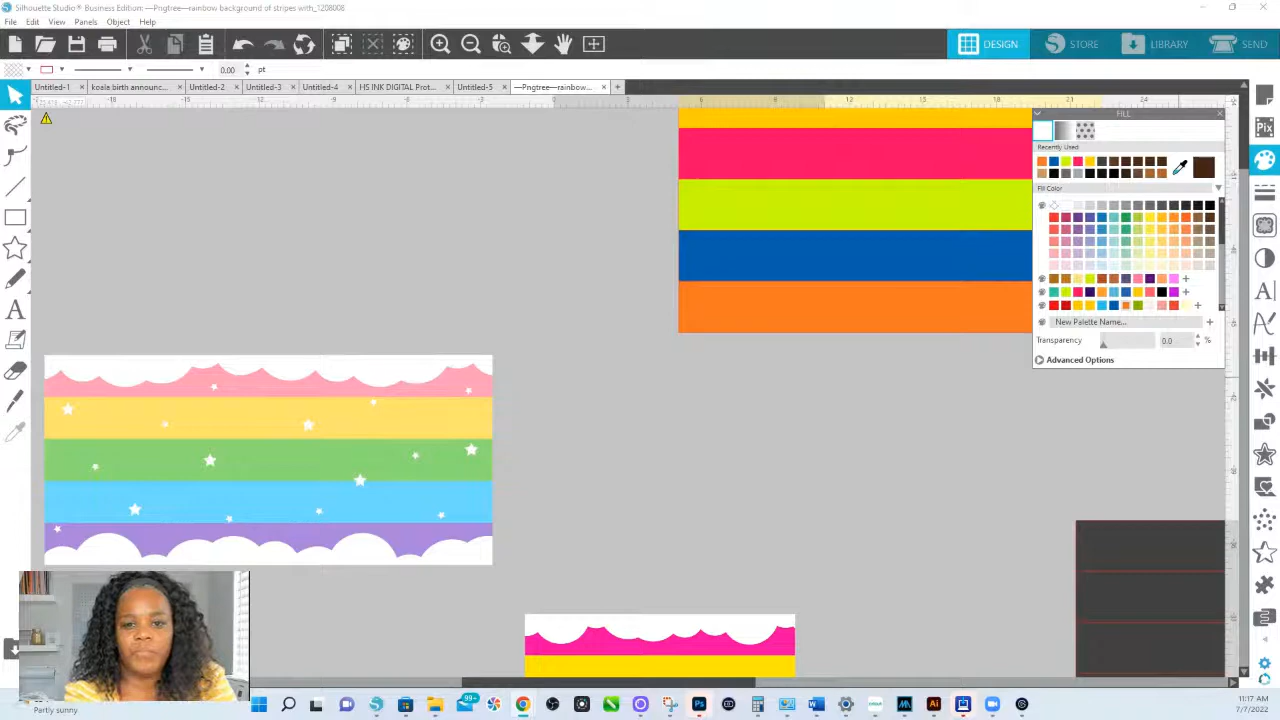 Silhouette Studio® Business Edition: —Pngtree—rainbow background of stripes with_1208008
File Edit View Panels Object Help
DESIGN STORE LIBRARY SEND
0.00 pt
Untitled-1 koala birth announc... Untitled-2 Untitled-3 Untitled-4 HS INK DIGITAL Prot... Untitled-5 —Pngtree—rainbow...
FILL
Recently Used
Fill Color
New Palette Name...
Transparency 0.0 %
Advanced Options
99+
Partly sunny
11:17 AM
7/7/2022